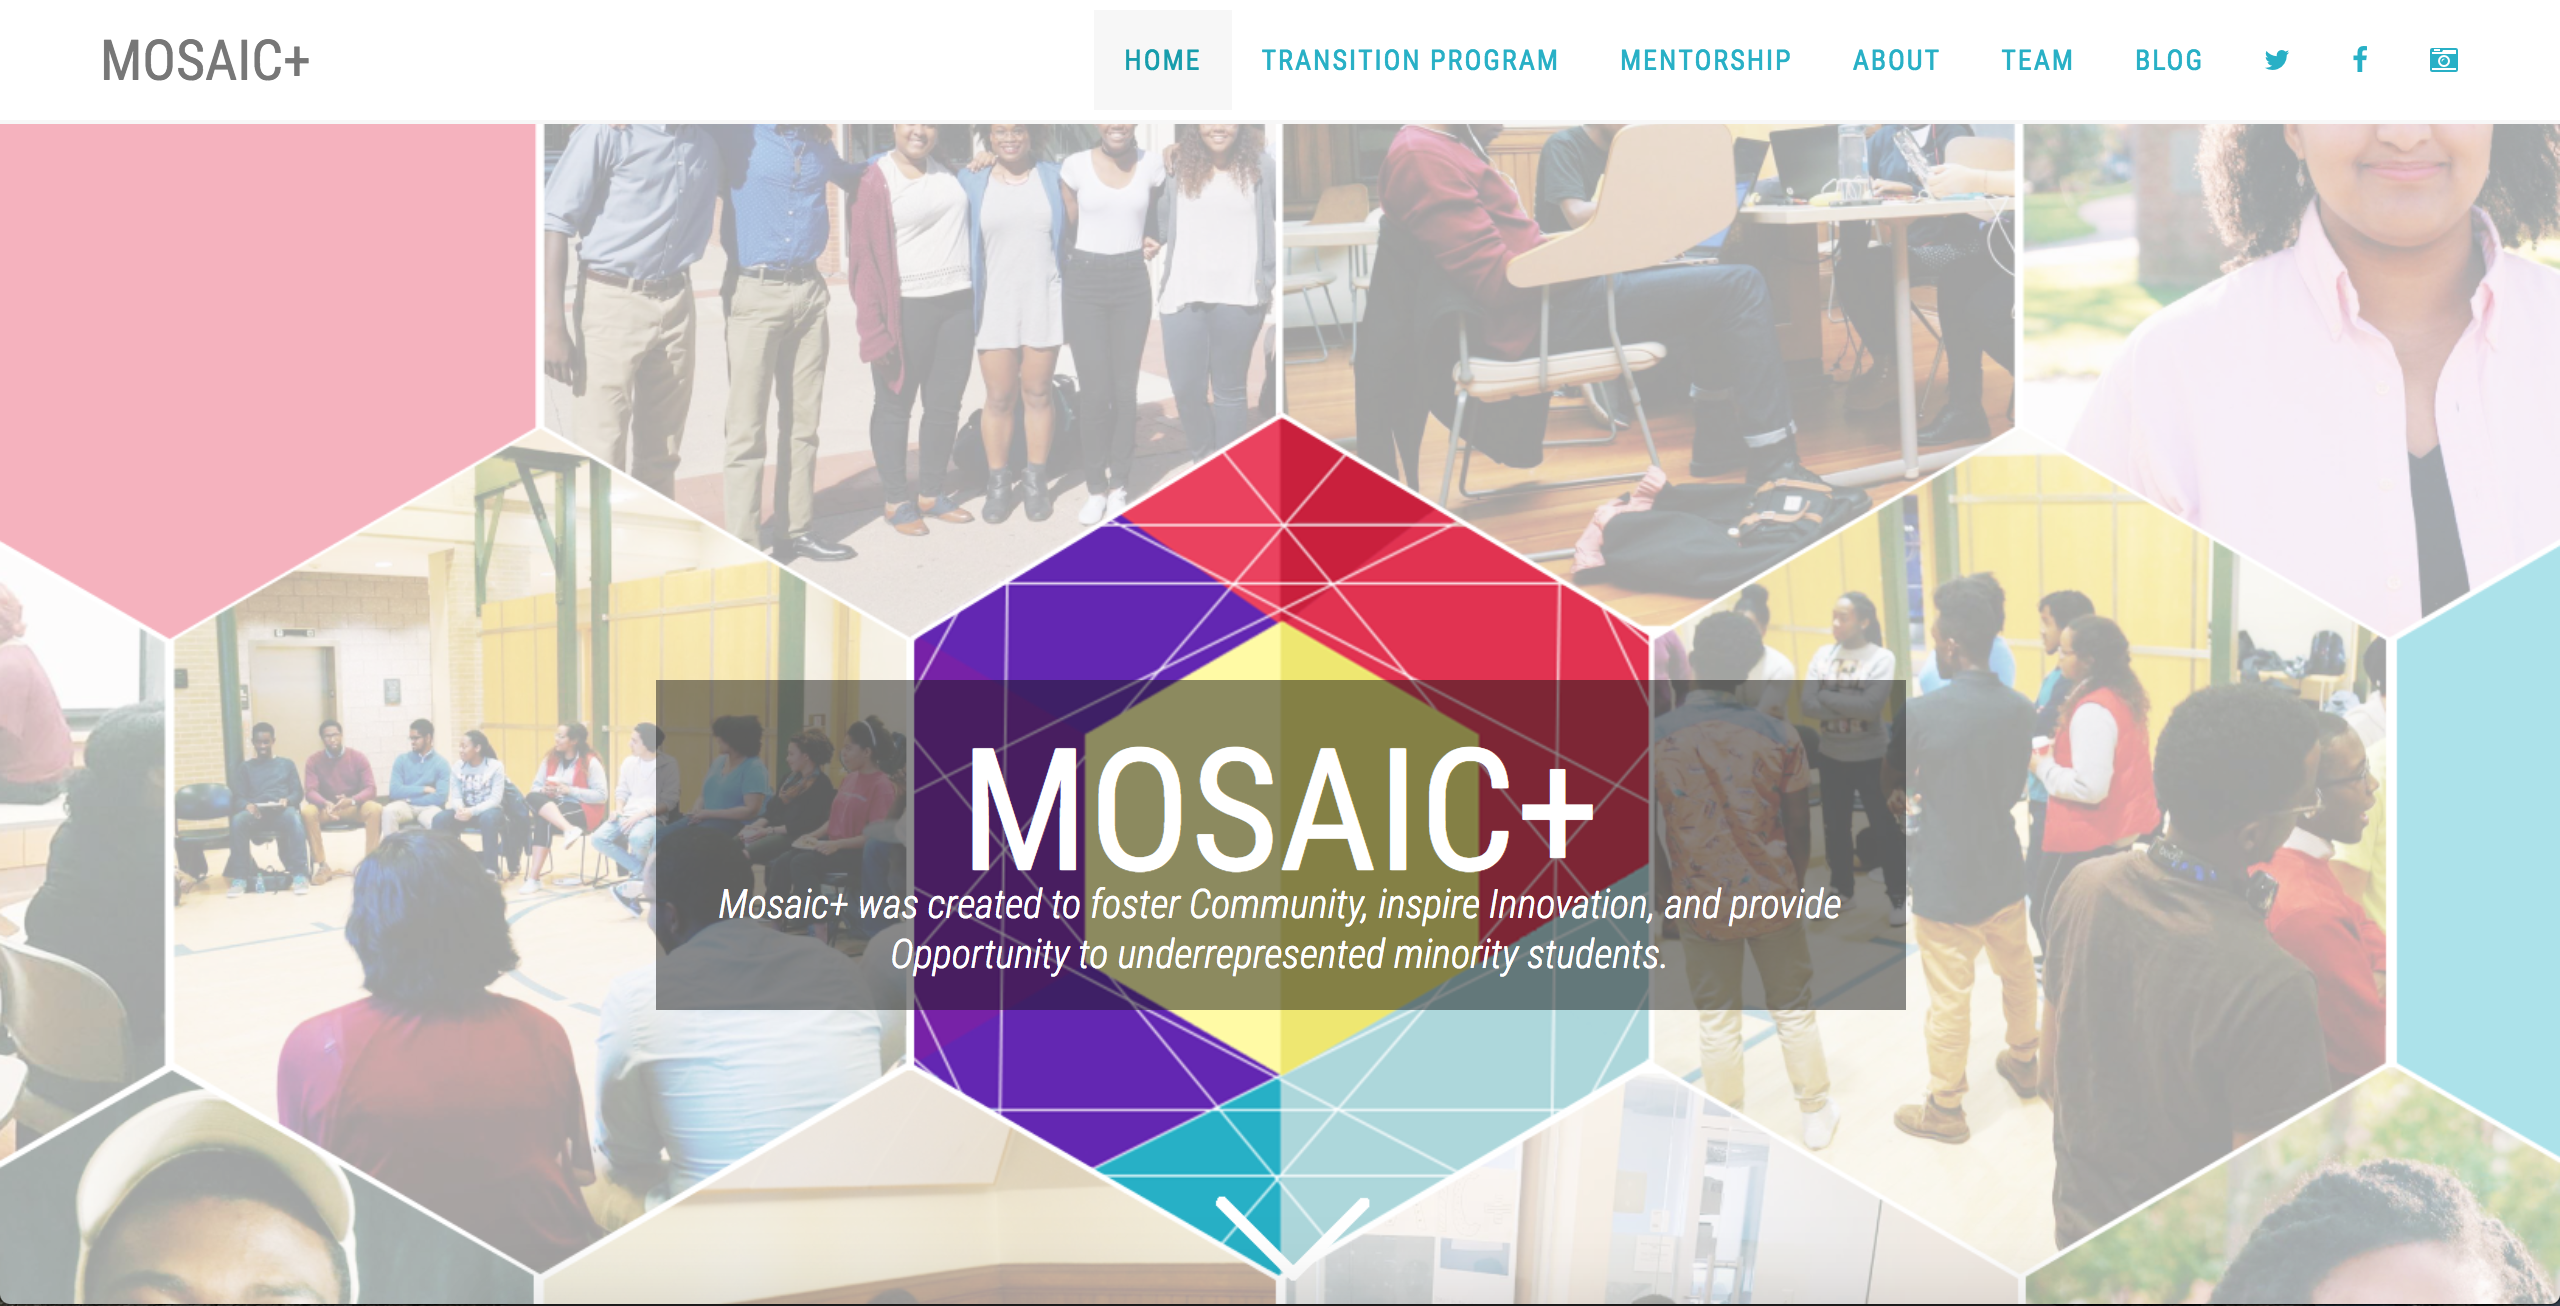 MOSAIC+
HOME TRANSITION PROGRAM MENTORSHIP ABOUT TEAM BLOG
MOSAIC+
Mosaic+ was created to foster Community, inspire Innovation, and provide
Opportunity to underrepresented minority students.